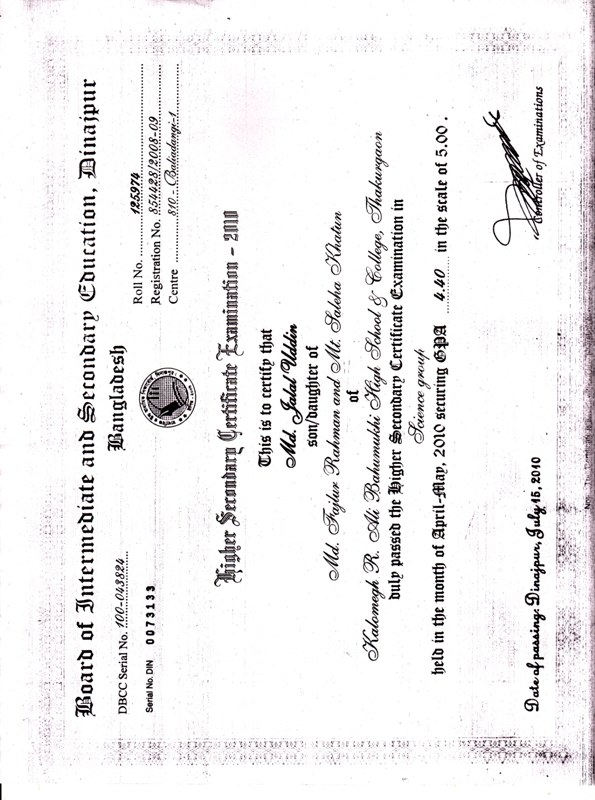 Board of Intermediate and Secondary Education, Dinajpur
Bangladesh
DBCC Serial No. 100-043824
Serial No. DIN 0073133
Roll No. 125974
Registration No. 854428/2008-09
Centre 810 - Baliadangi-1
Higher Secondary Certificate Examination - 2010
This is to certify that
Md. Jalal Uddin
son/daughter of
Md. Fajlur Rahman and Mt. Saleha Khatun
of
Kalomegh R. Ali Bahumukhi High School & College, Thakurgaon
duly passed the Higher Secondary Certificate Examination in
Science group
held in the month of April-May, 2010 securing GPA 4.40 in the scale of 5.00.
Date of passing: Dinajpur, July 15, 2010
Controller of Examinations